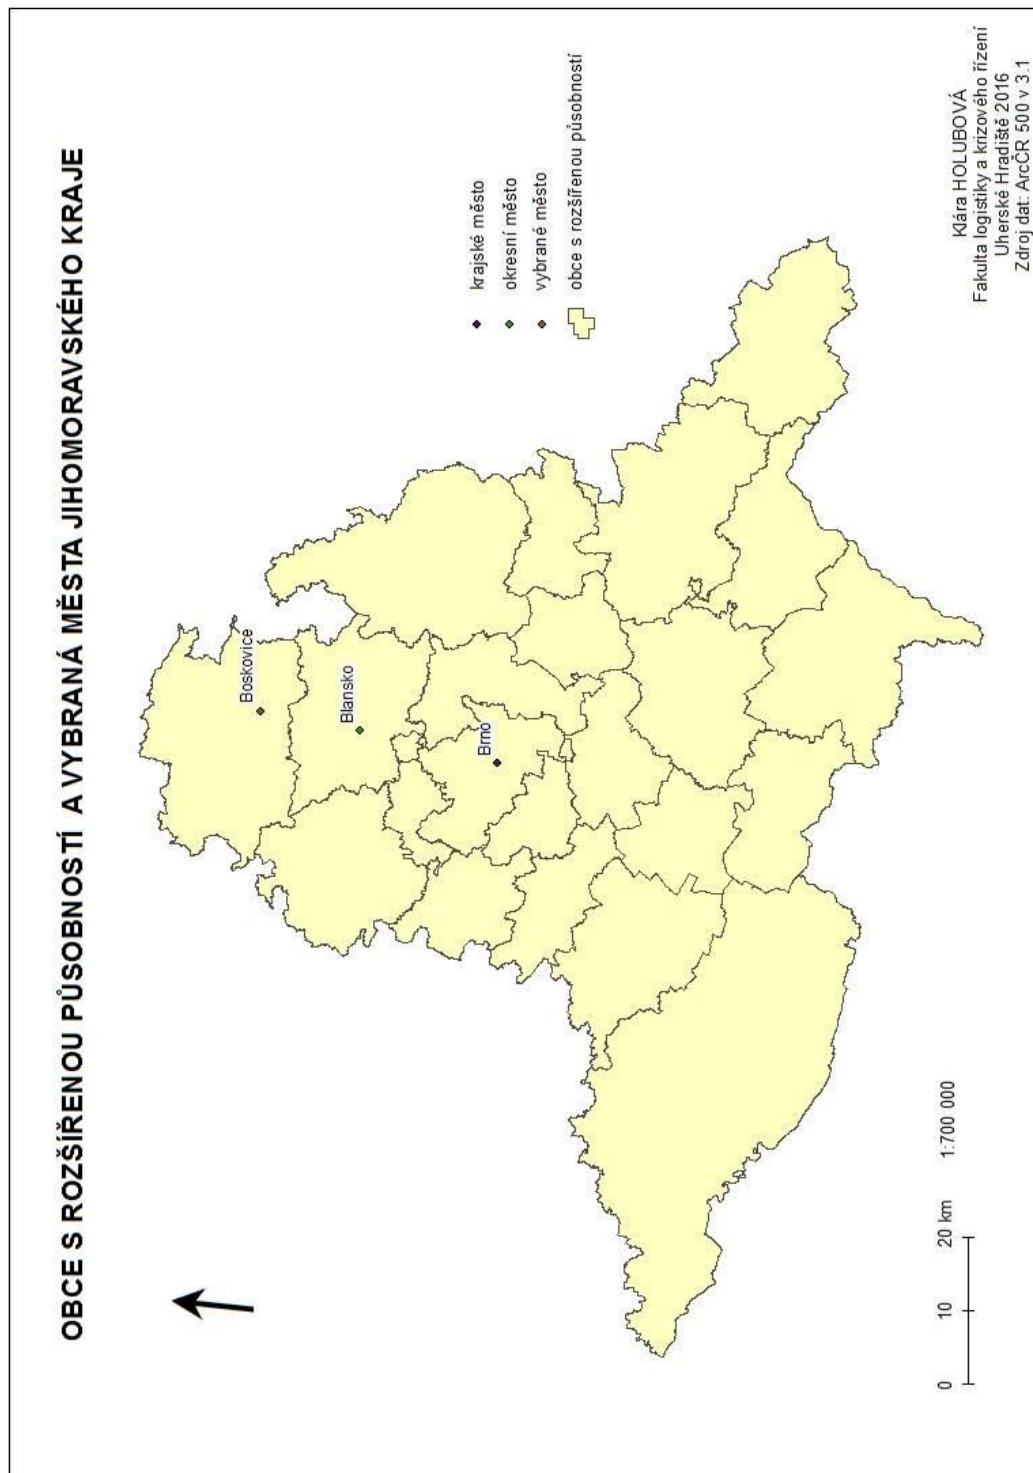 OBCE S ROZŠÍŘENOU PŮSOBNOSTÍ A VYBRANÁ MĚSTA JIHOMORAVSKÉHO KRAJE
Boskovice
Blansko
Brno
krajské město
okresní město
vybrané město
obce s rozšířenou působností
0 10 20 km
1:700 000
Klára HOLUBOVÁ
Fakulta logistiky a krizového řízení
Uherské Hradiště 2016
Zdroj dat: ArcČR 500 v 3.1